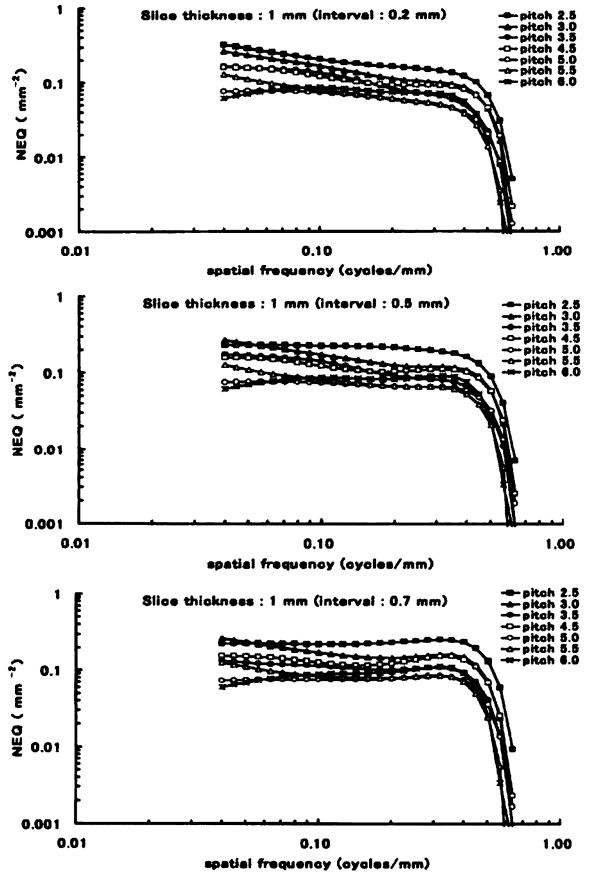 Slice thickness : 1 mm (interval : 0.2 mm)
1
0.1
0.01
0.001
NEQ ( mm-2)
0.01
0.10
1.00
spatial frequency (cycles/mm)
pitch 2.5
pitch 3.0
pitch 3.5
pitch 4.5
pitch 5.0
pitch 5.5
pitch 6.0
Slice thickness : 1 mm (interval : 0.5 mm)
1
0.1
0.01
0.001
NEQ ( mm-2)
0.01
0.10
1.00
spatial frequency (cycles/mm)
pitch 2.5
pitch 3.0
pitch 3.5
pitch 4.5
pitch 5.0
pitch 5.5
pitch 6.0
Slice thickness : 1 mm (interval : 0.7 mm)
1
0.1
0.01
0.001
NEQ ( mm-2)
0.01
0.10
1.00
spatial frequency (cycles/mm)
pitch 2.5
pitch 3.0
pitch 3.5
pitch 4.5
pitch 5.0
pitch 5.5
pitch 6.0